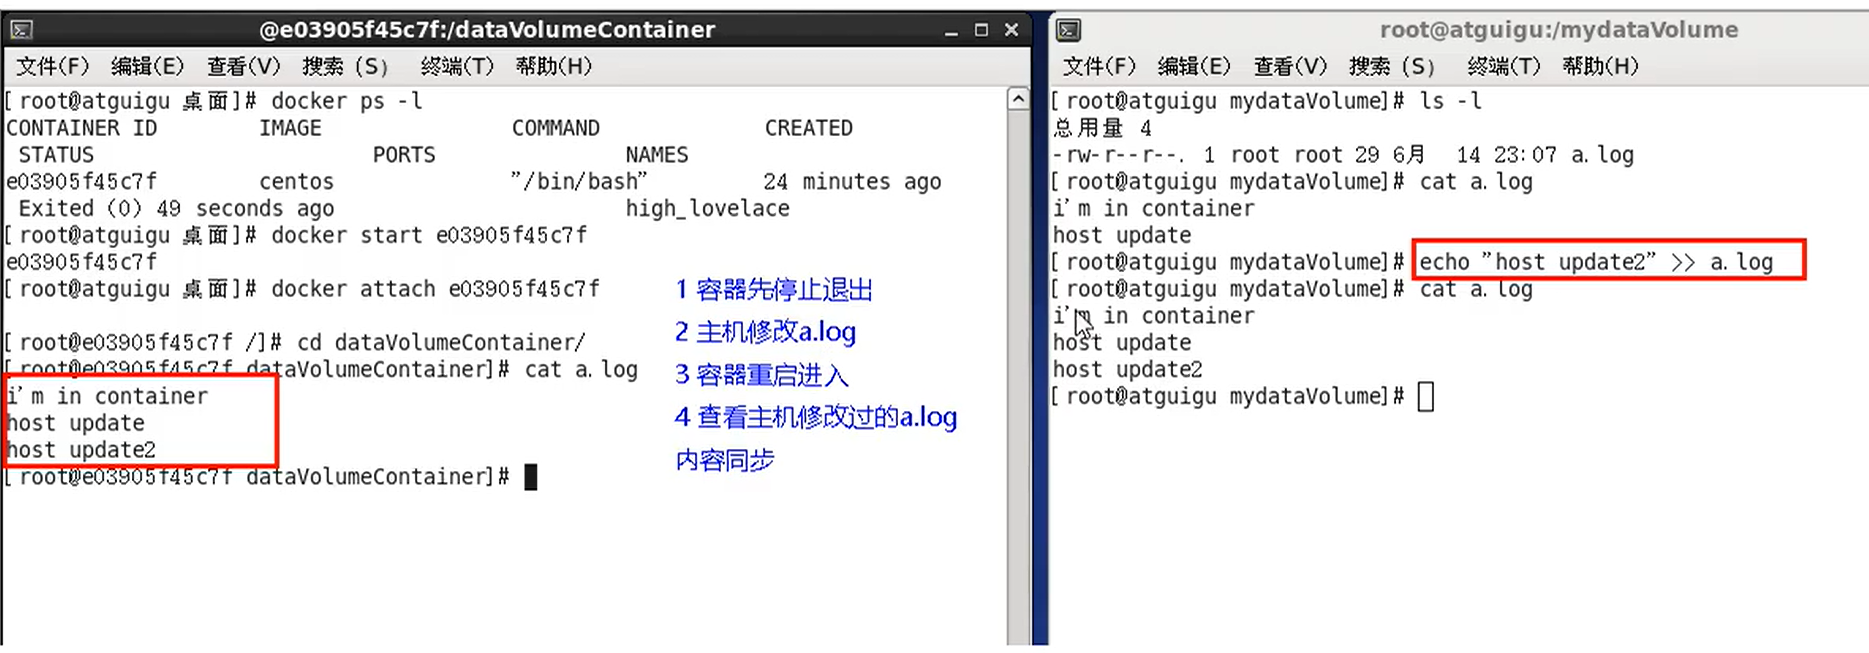 @e03905f45c7f:/dataVolumeContainer
文件(F) 编辑(E) 查看(V) 搜索 (S) 终端(T) 帮助(H)
[root@atguigu 桌面]# docker ps -l
CONTAINER ID IMAGE COMMAND CREATED
STATUS PORTS NAMES
e03905f45c7f centos "/bin/bash" 24 minutes ago
Exited (0) 49 seconds ago high_lovelace
[root@atguigu 桌面]# docker start e03905f45c7f
e03905f45c7f
[root@atguigu 桌面]# docker attach e03905f45c7f
[root@e03905f45c7f /]# cd dataVolumeContainer/
[root@e03905f45c7f dataVolumeContainer]# cat a.log
i'm in container
host update
host update2
[root@e03905f45c7f dataVolumeContainer]#
1 容器先停止退出
2 主机修改a.log
3 容器重启进入
4 查看主机修改过的a.log
内容同步
root@atguigu:/mydataVolume
文件(F) 编辑(E) 查看(V) 搜索 (S) 终端(T) 帮助(H)
[root@atguigu mydataVolume]# ls -l
总用量 4
-rw-r--r--. 1 root root 29 6月 14 23:07 a.log
[root@atguigu mydataVolume]# cat a.log
i'm in container
host update
[root@atguigu mydataVolume]# echo "host update2" >> a.log
[root@atguigu mydataVolume]# cat a.log
i'm in container
host update
host update2
[root@atguigu mydataVolume]#